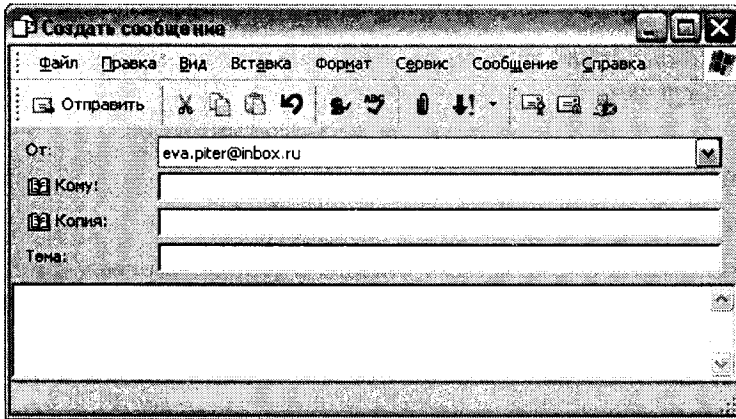 Создать сообщение
Файл Правка Вид Вставка Формат Сервис Сообщение Справка
Отправить ABC
От: eva.piter@inbox.ru
Кому:
Копия:
Тема: